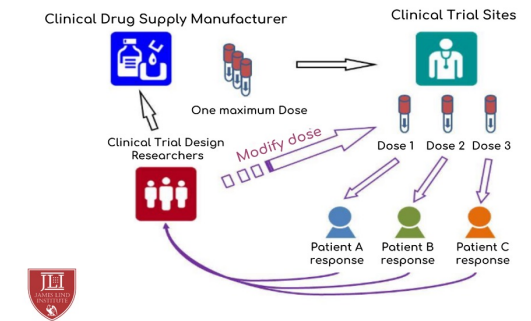 Clinical Drug Supply Manufacturer
Clinical Trial Sites
One maximum Dose
Clinical Trial Design
Researchers
Modify dose
Dose 1
Dose 2
Dose 3
Patient A
response
Patient B
response
Patient C
response
JLI
JAMES LIND
INSTITUTE